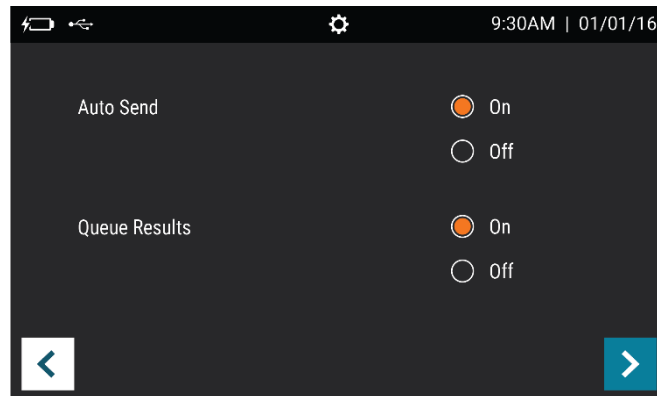 9:30AM | 01/01/16
Auto Send
On
Off
Queue Results
On
Off